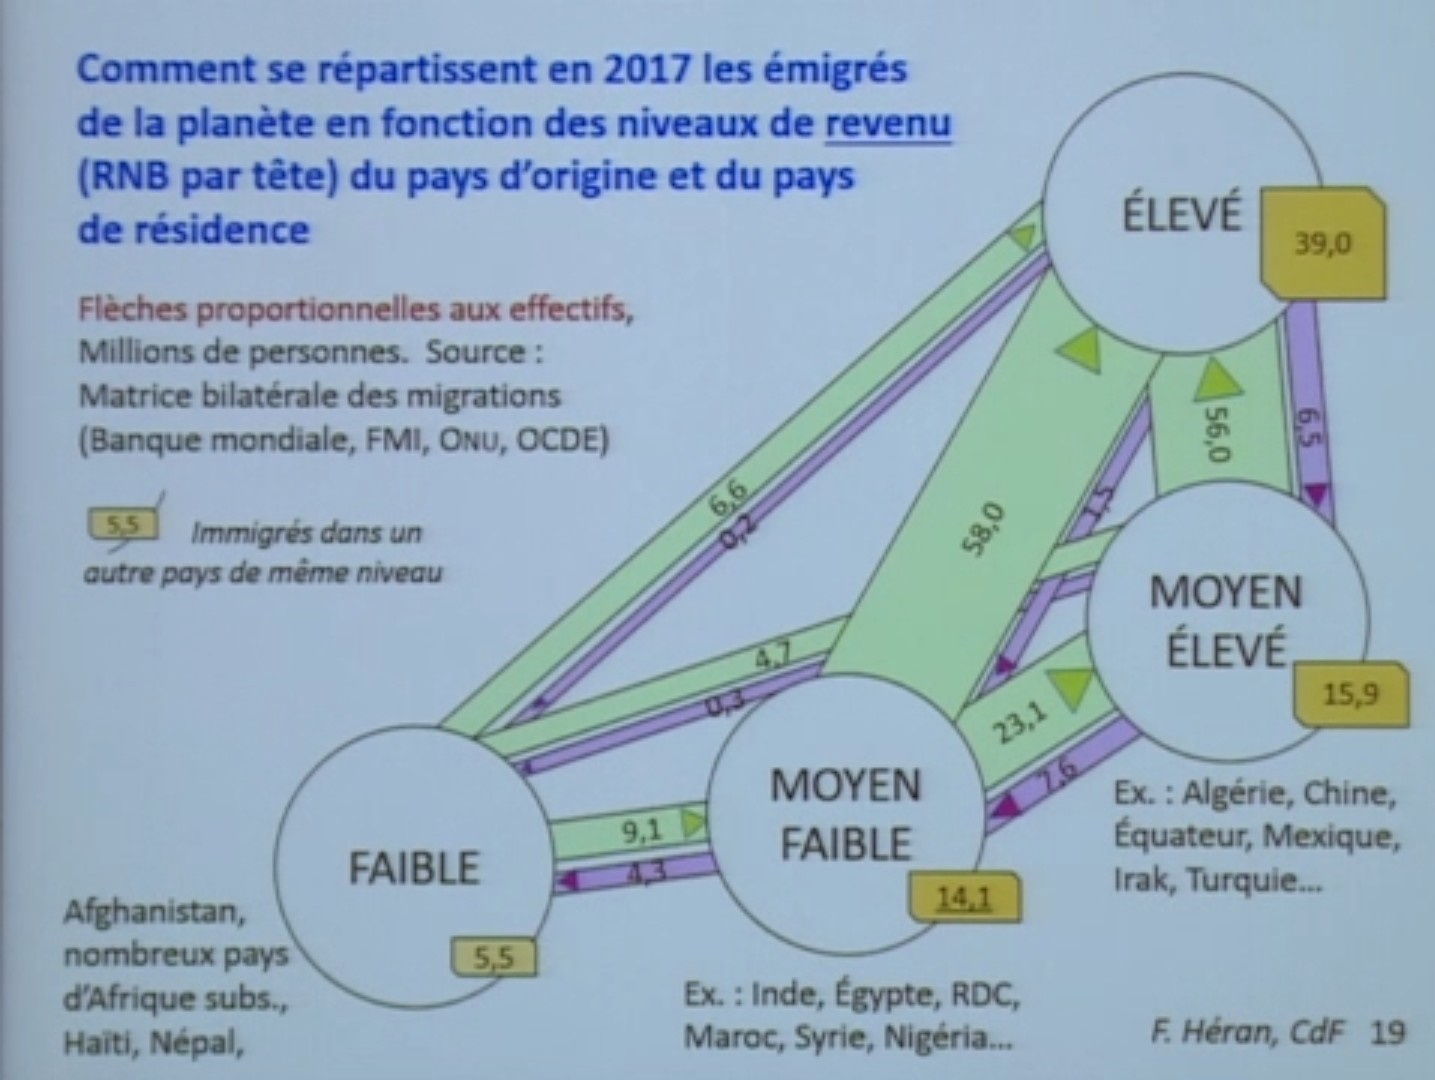 Comment se répartissent en 2017 les émigrés
de la planète en fonction des niveaux de revenu
(RNB par tête) du pays d’origine et du pays
de résidence
Flèches proportionnelles aux effectifs,
Millions de personnes. Source :
Matrice bilatérale des migrations
(Banque mondiale, FMI, ONU, OCDE)
5,5 Immigrés dans un
autre pays de même niveau
ÉLEVÉ
39,0
56,0
6,5
6,6
0,2
58,0
1,5
4,7
0,3
MOYEN
ÉLEVÉ
15,9
23,1
7,6
MOYEN
FAIBLE
14,1
9,1
4,3
FAIBLE
5,5
Ex. : Algérie, Chine,
Équateur, Mexique,
Irak, Turquie...
Afghanistan,
nombreux pays
d’Afrique subs.,
Haïti, Népal,
Ex. : Inde, Égypte, RDC,
Maroc, Syrie, Nigéria...
F. Héran, CdF 19